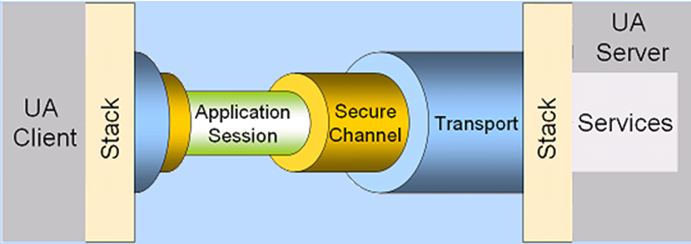 UA
Client
Stack
Application
Session
Secure
Channel
Transport
Stack
UA
Server
Services